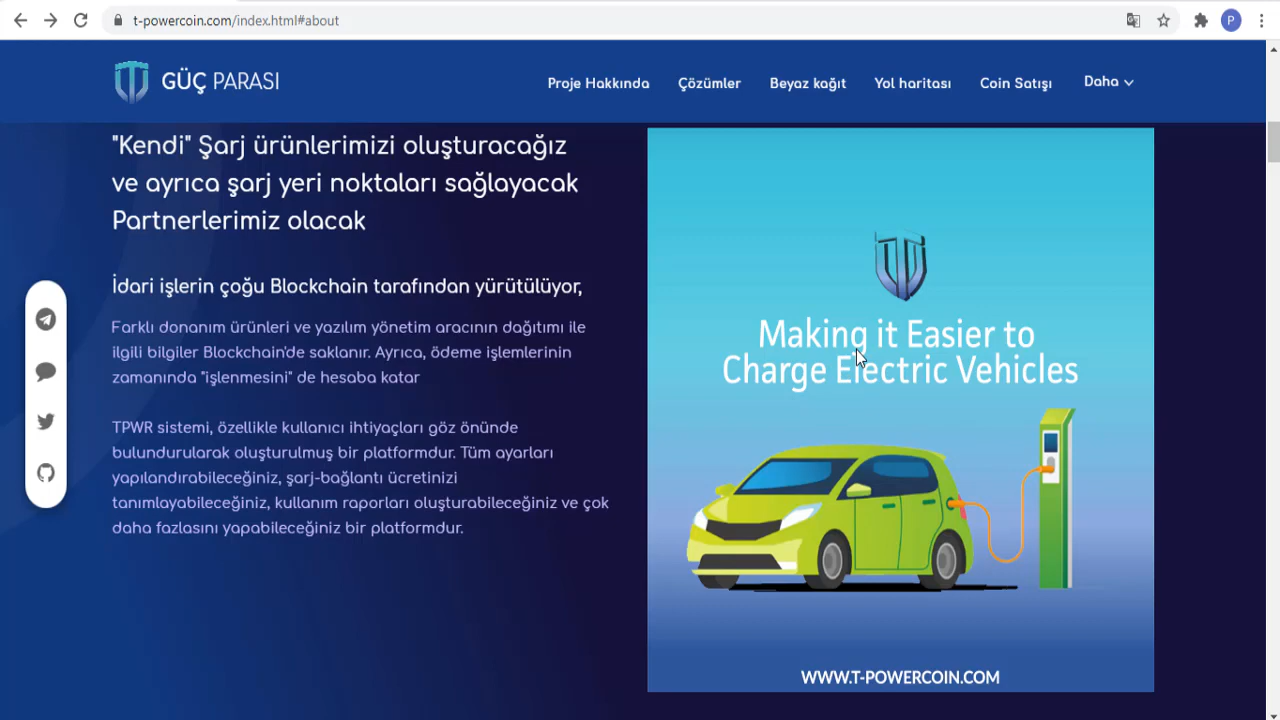 t-powercoin.com/index.html#about
P
GÜÇ PARASI
Proje Hakkında
Çözümler
Beyaz kağıt
Yol haritası
Coin Satışı
Daha
"Kendi" Şarj ürünlerimizi oluşturacağız
ve ayrıca şarj yeri noktaları sağlayacak
Partnerlerimiz olacak
İdari işlerin çoğu Blockchain tarafından yürütülüyor,
Farklı donanım ürünleri ve yazılım yönetim aracının dağıtımı ile
ilgili bilgiler Blockchain'de saklanır. Ayrıca, ödeme işlemlerinin
zamanında "işlenmesini" de hesaba katar
TPWR sistemi, özellikle kullanıcı ihtiyaçları göz önünde
bulundurularak oluşturulmuş bir platformdur. Tüm ayarları
yapılandırabileceğiniz, şarj-bağlantı ücretinizi
tanımlayabileceğiniz, kullanım raporları oluşturabileceğiniz ve çok
daha fazlasını yapabileceğiniz bir platformdur.
Making it Easier to
Charge Electric Vehicles
WWW.T-POWERCOIN.COM